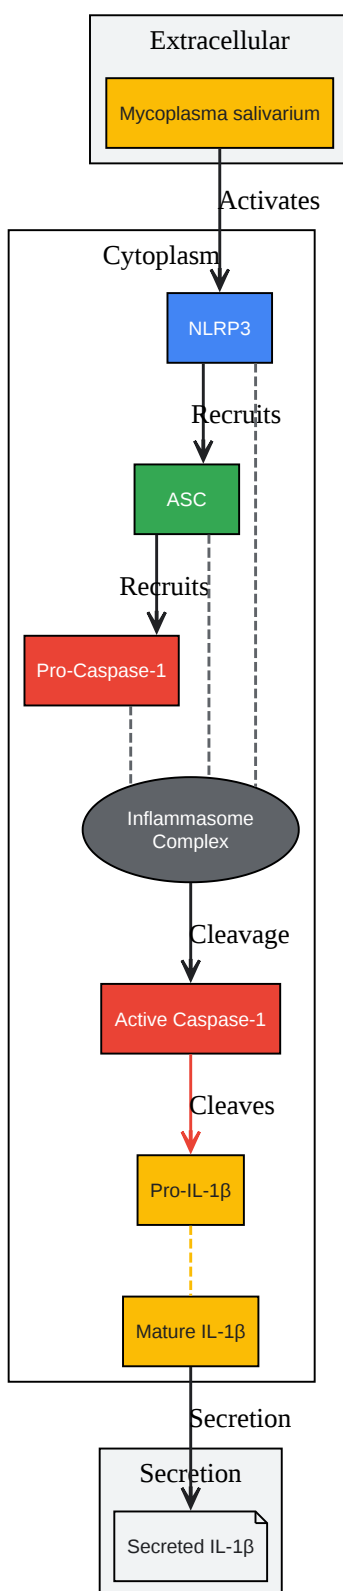 Extracellular
Mycoplasma salivarium
Activates
Cytoplasm
NLRP3
Recruits
ASC
Recruits
Pro-Caspase-1
Inflammasome
Complex
Cleavage
Active Caspase-1
Cleaves
Pro-IL-1β
Mature IL-1β
Secretion
Secretion
Secreted IL-1β